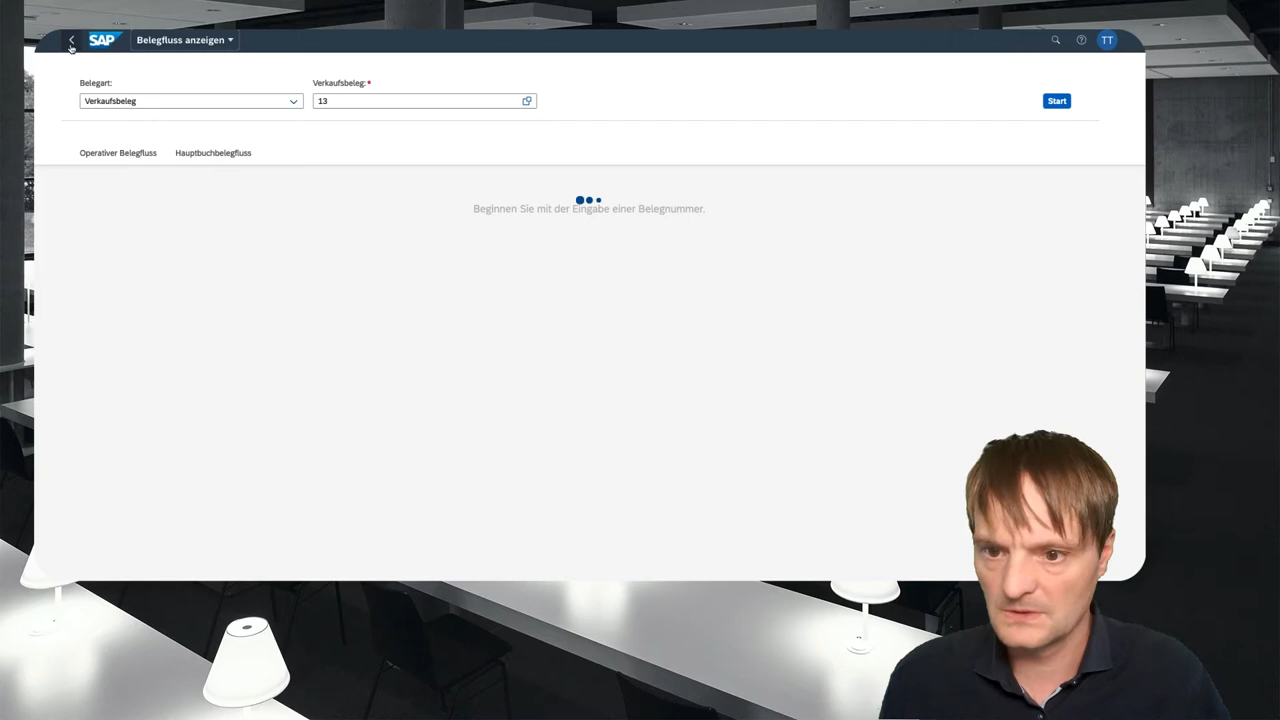 SAP Belegfluss anzeigen TT
Belegart: Verkaufsbeleg:*
Verkaufsbeleg 13 Start
Operativer Belegfluss Hauptbuchbelegfluss
Beginnen Sie mit der Eingabe einer Belegnummer.